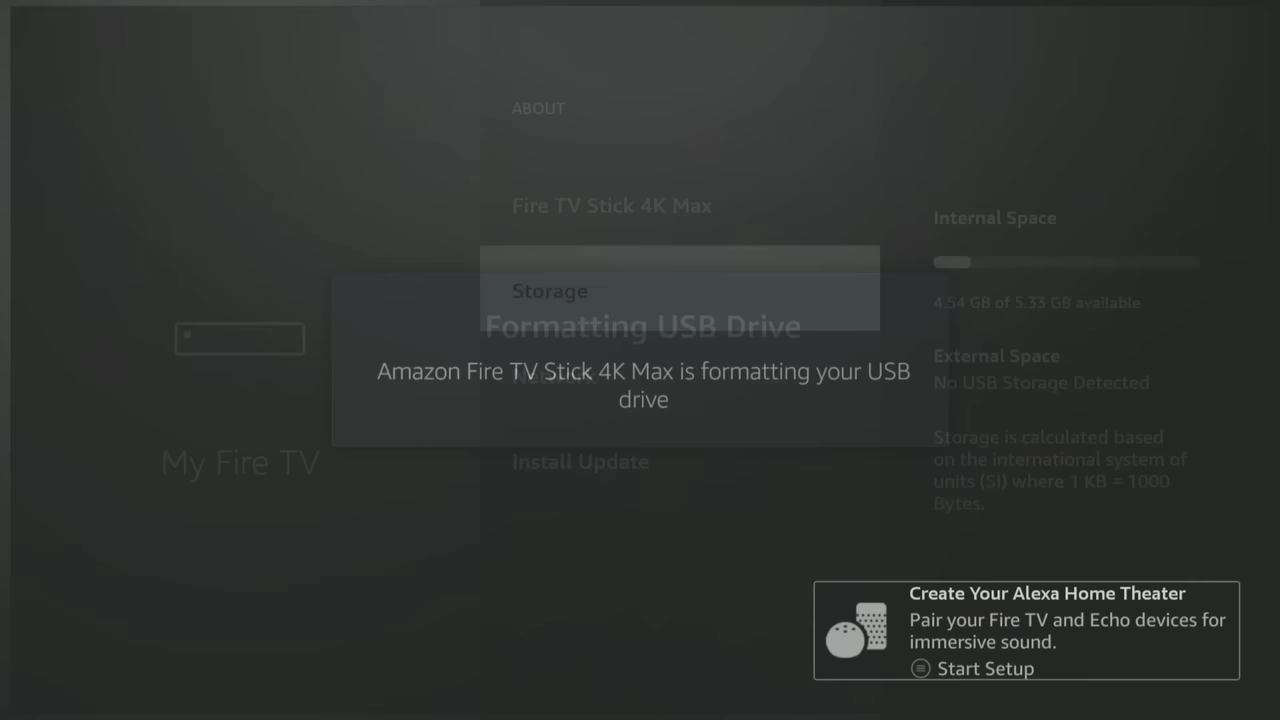 ABOUT
Fire TV Stick 4K Max
Internal Space
Storage
4.54 GB of 5.33 GB available
Formatting USB Drive
External Space
Amazon Fire TV Stick 4K Max is formatting your USB
drive
Network
No USB Storage Detected
My Fire TV
Install Update
Storage is calculated based
on the international system of
units (SI) where 1 KB = 1000
Bytes.
Create Your Alexa Home Theater
Pair your Fire TV and Echo devices for
immersive sound.
Start Setup